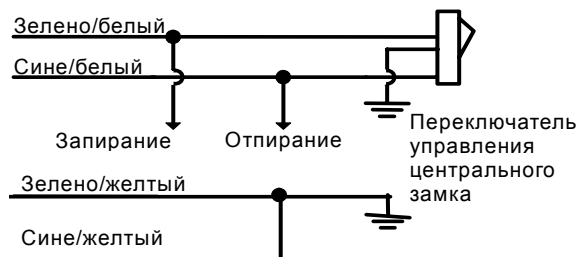 Зелено/белый
Сине/белый
Запирание
Отпирание
Переключатель
управления
центрального
замка
Зелено/желтый
Сине/желтый